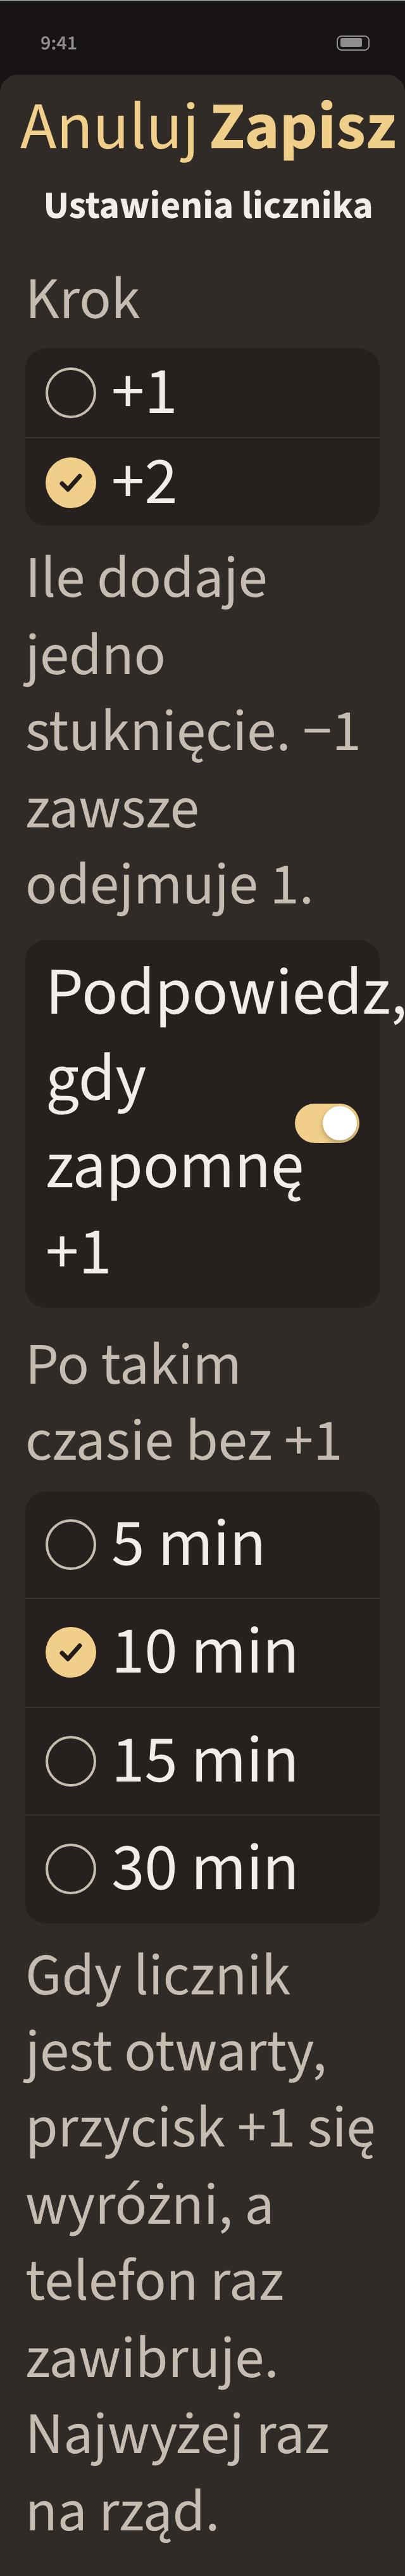 9:41
Anuluj Zapisz
Ustawienia licznika
Krok
+1
+2
Ile dodaje
jedno
stuknięcie. −1
zawsze
odejmuje 1.
Podpowiedz,
gdy
zapomnę
+1
Po takim
czasie bez +1
5 min
10 min
15 min
30 min
Gdy licznik
jest otwarty,
przycisk +1 się
wyróżni, a
telefon raz
zawibruje.
Najwyżej raz
na rząd.